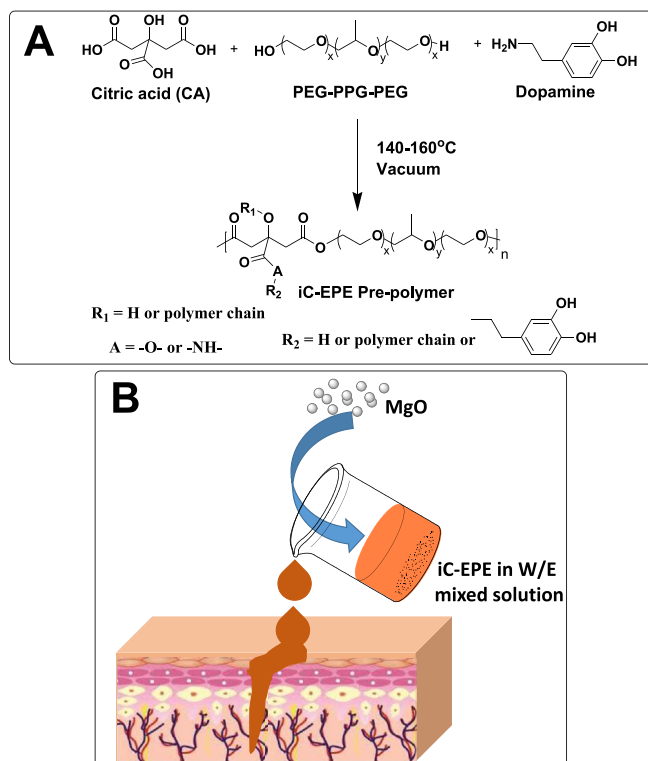 A
HO
O
OH
O
OH
O
OH
Citric acid (CA)
+
HO
O
x
O
y
O
H
x
PEG-PPG-PEG
+
H₂N
OH
OH
Dopamine
140-160°C
Vacuum
R₁
O
O
O
O
O
A
R₂
O
x
O
y
O
x
n
iC-EPE Pre-polymer
R₁ = H or polymer chain
A = -O- or -NH-
R₂ = H or polymer chain or
OH
OH
B
MgO
iC-EPE in W/E
mixed solution